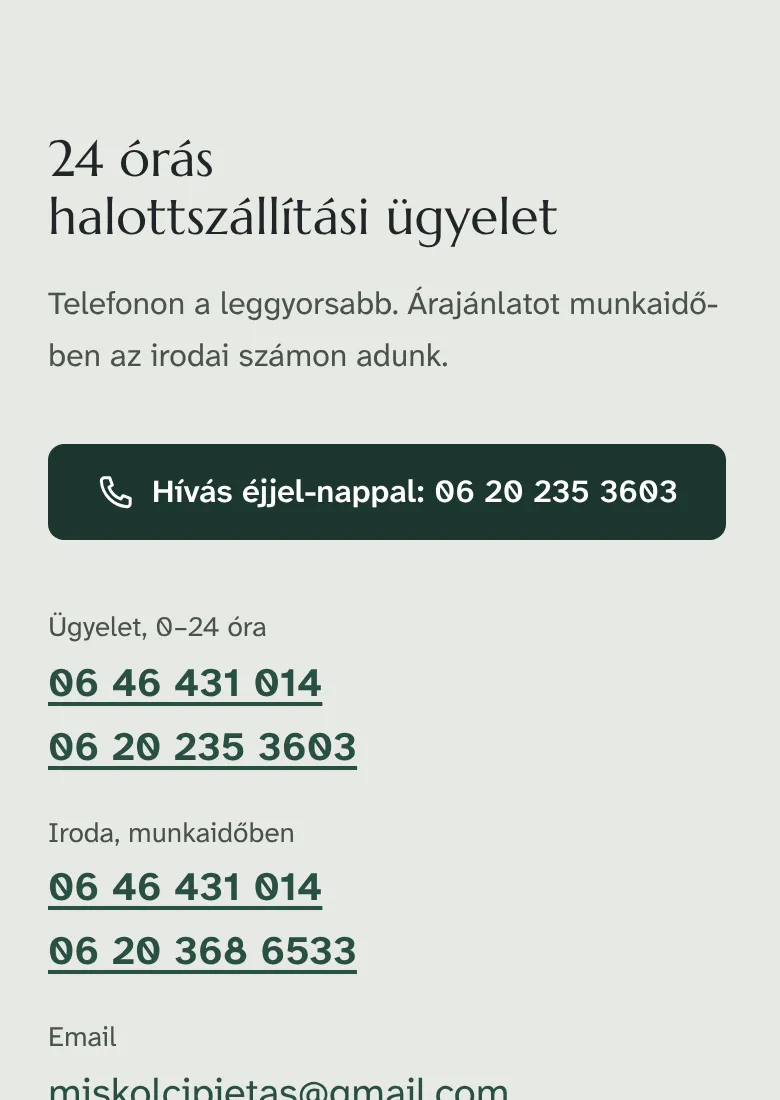 24 órás
halottszállítási ügyelet
Telefonon a leggyorsabb. Árajánlatot munkaidő-
ben az irodai számon adunk.
Hívás éjjel-nappal: 06 20 235 3603
Ügyelet, 0–24 óra
06 46 431 014
06 20 235 3603
Iroda, munkaidőben
06 46 431 014
06 20 368 6533
Email
miskolcipietas@gmail.com